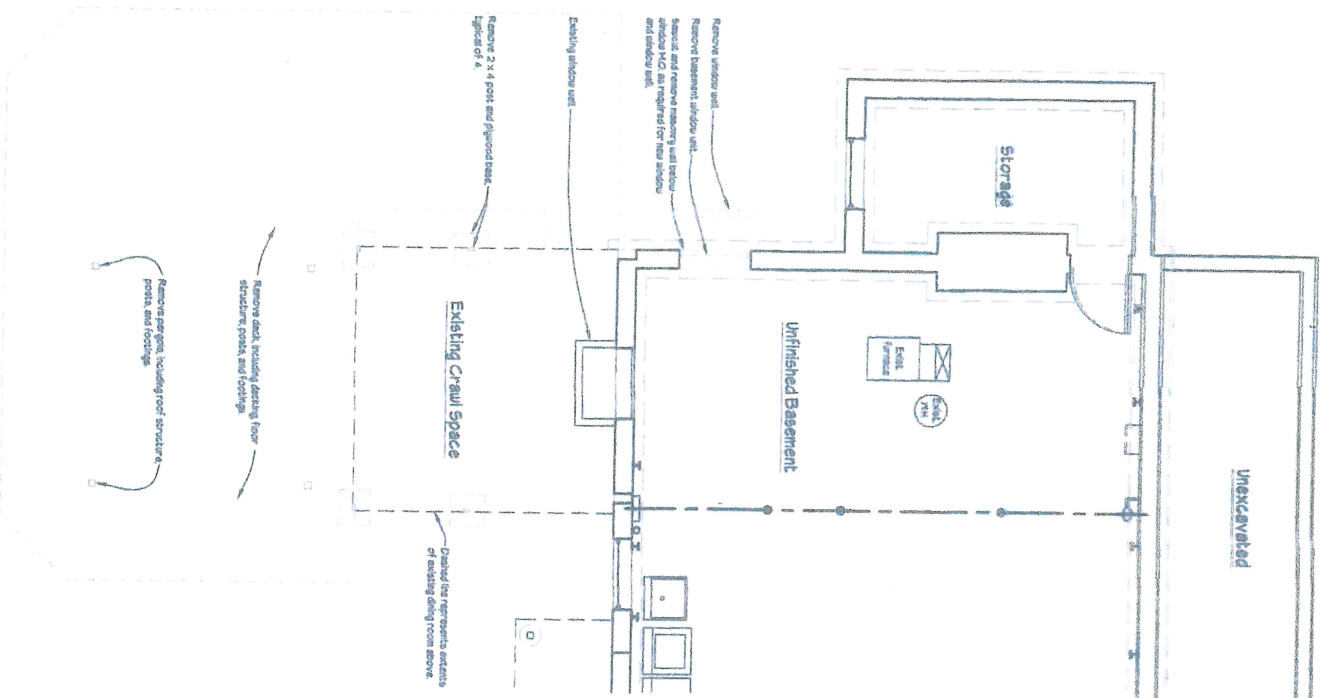 Remove window well.
Remove basement window unit.
Sawcut and remove masonry wall below
window M.O. as required for new window
and window well.
Existing window well.
Remove 2 x 4 post and plywood base,
typical of 4.
Storage
Unexcavated
Unfinished Basement
Exist.
Furnace
Exist.
Existing Crawl Space
Remove deck, including decking, floor
structure, posts, and footings.
Remove pergola, including roof structure,
posts, and footings.
Dashed line represents extents
of existing dining room above.